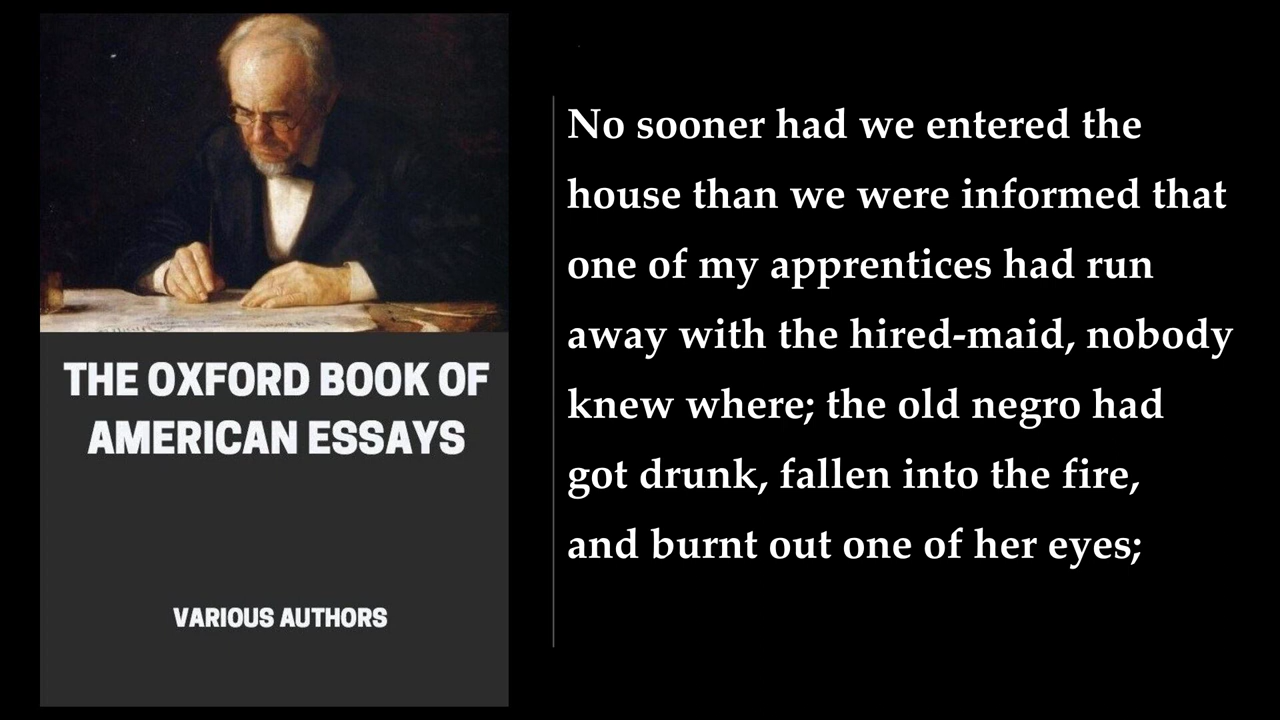 THE OXFORD BOOK OF
AMERICAN ESSAYS
VARIOUS AUTHORS
No sooner had we entered the
house than we were informed that
one of my apprentices had run
away with the hired-maid, nobody
knew where; the old negro had
got drunk, fallen into the fire,
and burnt out one of her eyes;